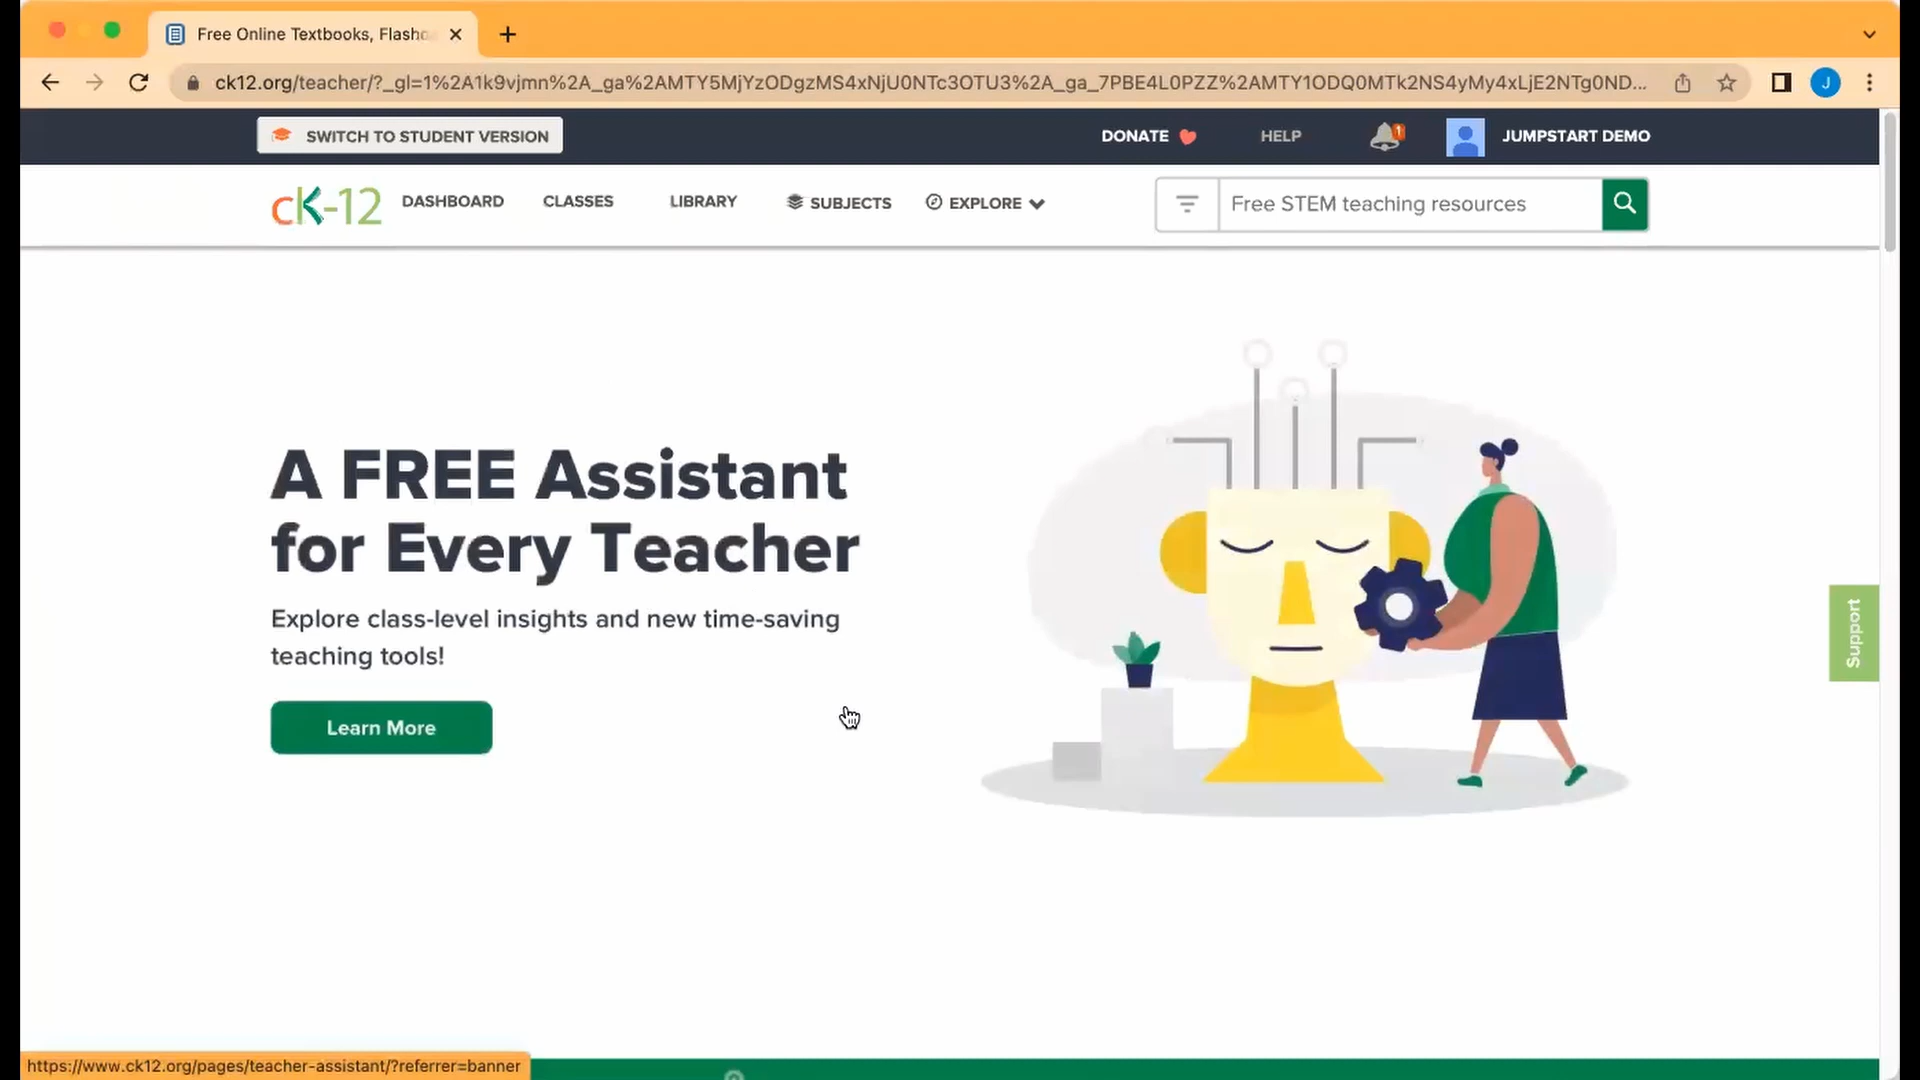 Free Online Textbooks, Flashc
ck12.org/teacher/?_gl=1%2A1k9vjmn%2A_ga%2AMTY5MjYzODgzMS4xNjU0NTc3OTU3%2A_ga_7PBE4L0PZZ%2AMTY1ODQ0MTk2NS4yMy4xLjE2NTg0ND...
J
SWITCH TO STUDENT VERSION
DONATE
HELP
1
JUMPSTART DEMO
cK-12
DASHBOARD
CLASSES
LIBRARY
SUBJECTS
EXPLORE
Free STEM teaching resources
A FREE Assistant
for Every Teacher
Explore class-level insights and new time-saving
teaching tools!
Learn More
Support
https://www.ck12.org/pages/teacher-assistant/?referrer=banner